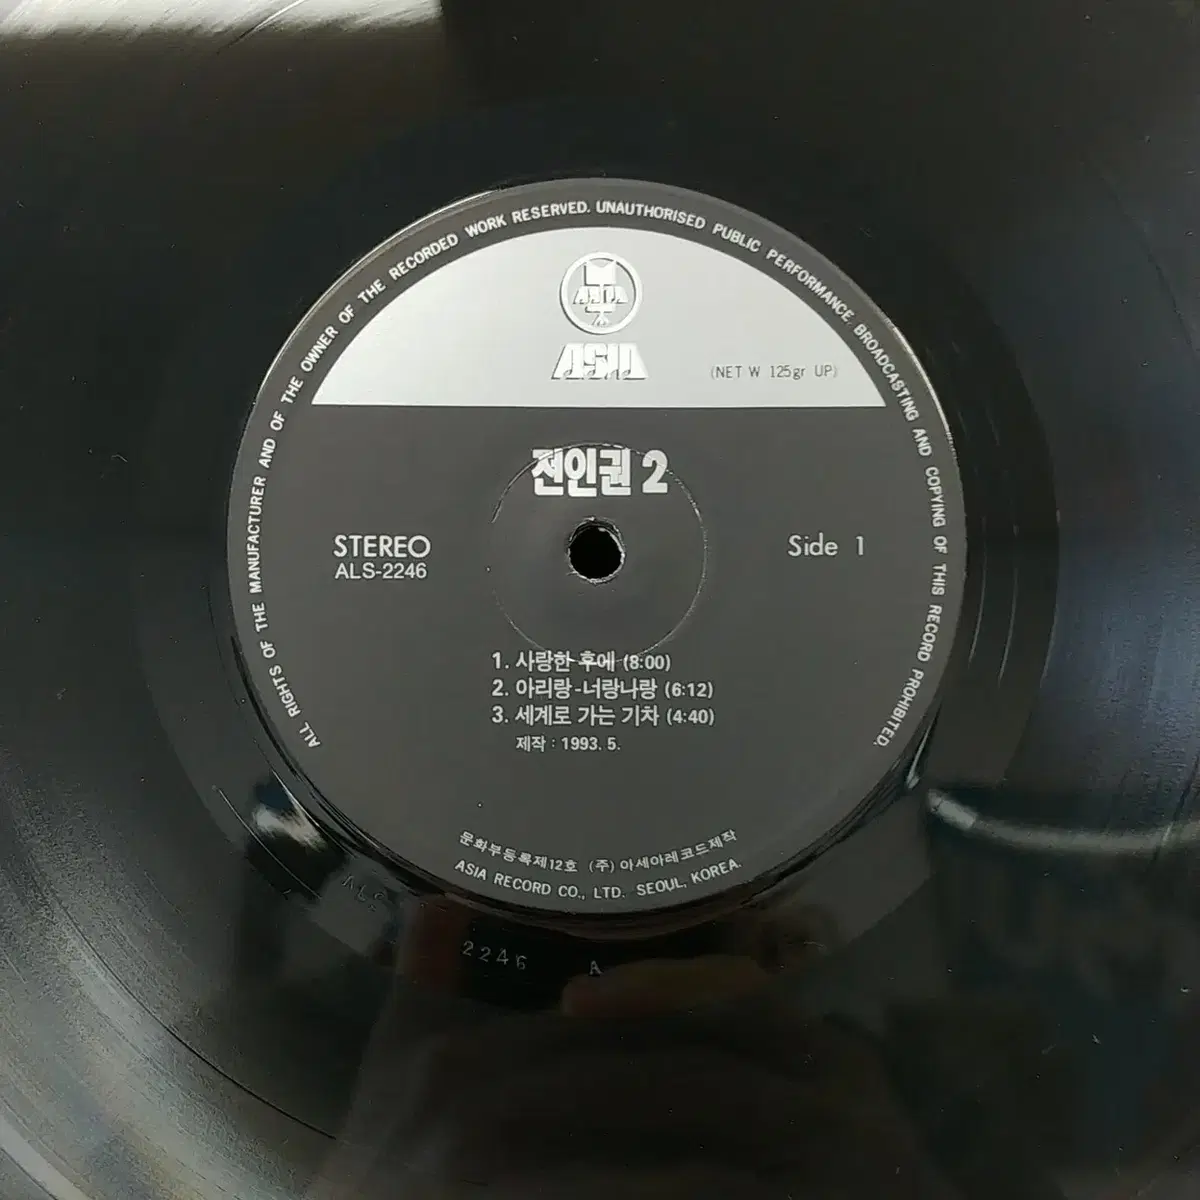 ALL RIGHTS OF THE MANUFACTURER AND OF THE OWNER OF THE RECORDED WORK RESERVED. UNAUTHORISED PUBLIC PERFORMANCE. BROADCASTING AND COPYING OF THIS RECORD PROHIBITED.
ASIA
ASIA
(NET W 125gr UP)
전인권 2
STEREO
Side 1
ALS-2246
1. 사랑한 후에 (8:00)
2. 아리랑-너랑나랑 (6:12)
3. 세계로 가는 기차 (4:40)
제작 : 1993. 5.
문화부등록제12호 (주) 아세아레코드제작
ASIA RECORD CO., LTD. SEOUL, KOREA.
ALS 2246 A